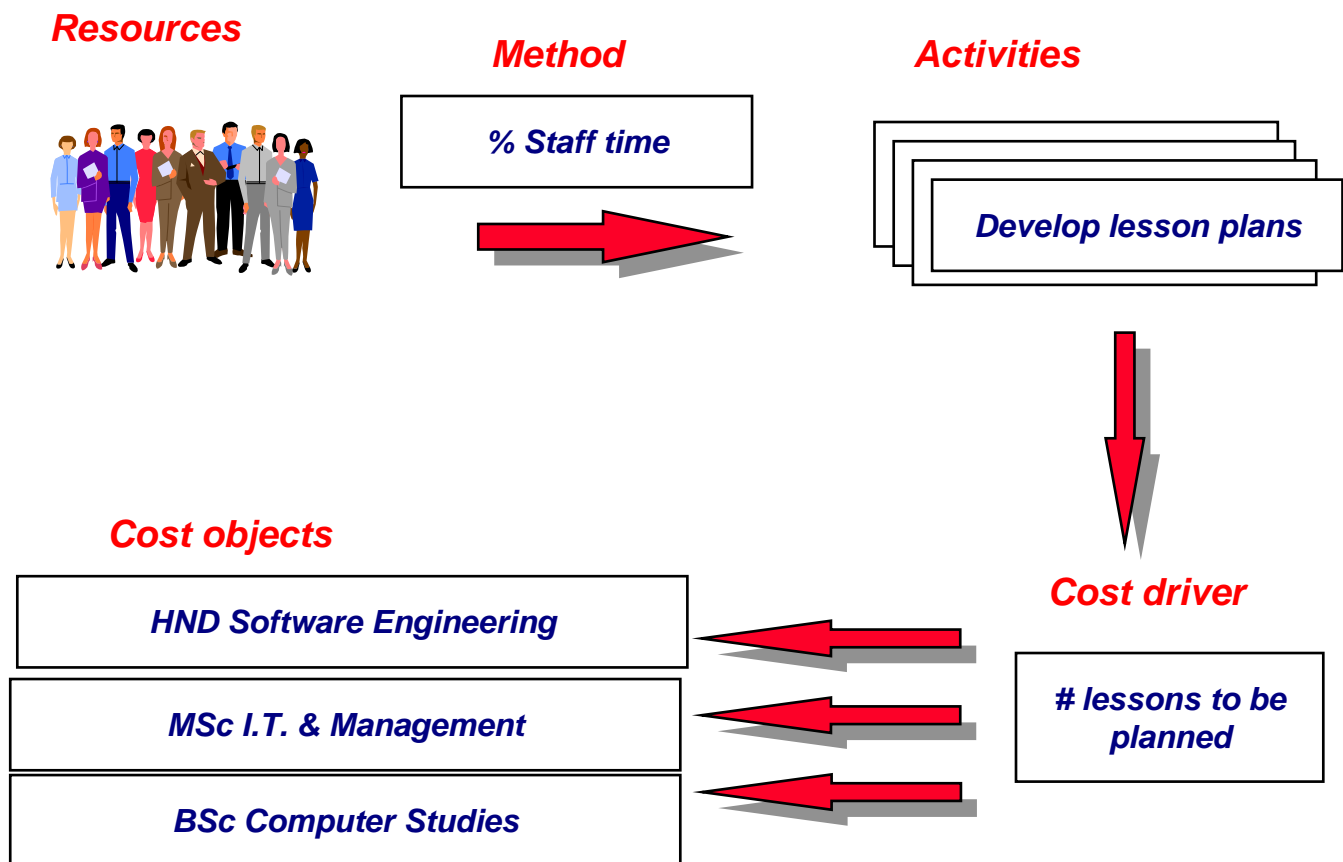 Resources
Method
Activities
% Staff time
Develop lesson plans
Cost objects
Cost driver
HND Software Engineering
MSc I.T. & Management
BSc Computer Studies
# lessons to be
planned